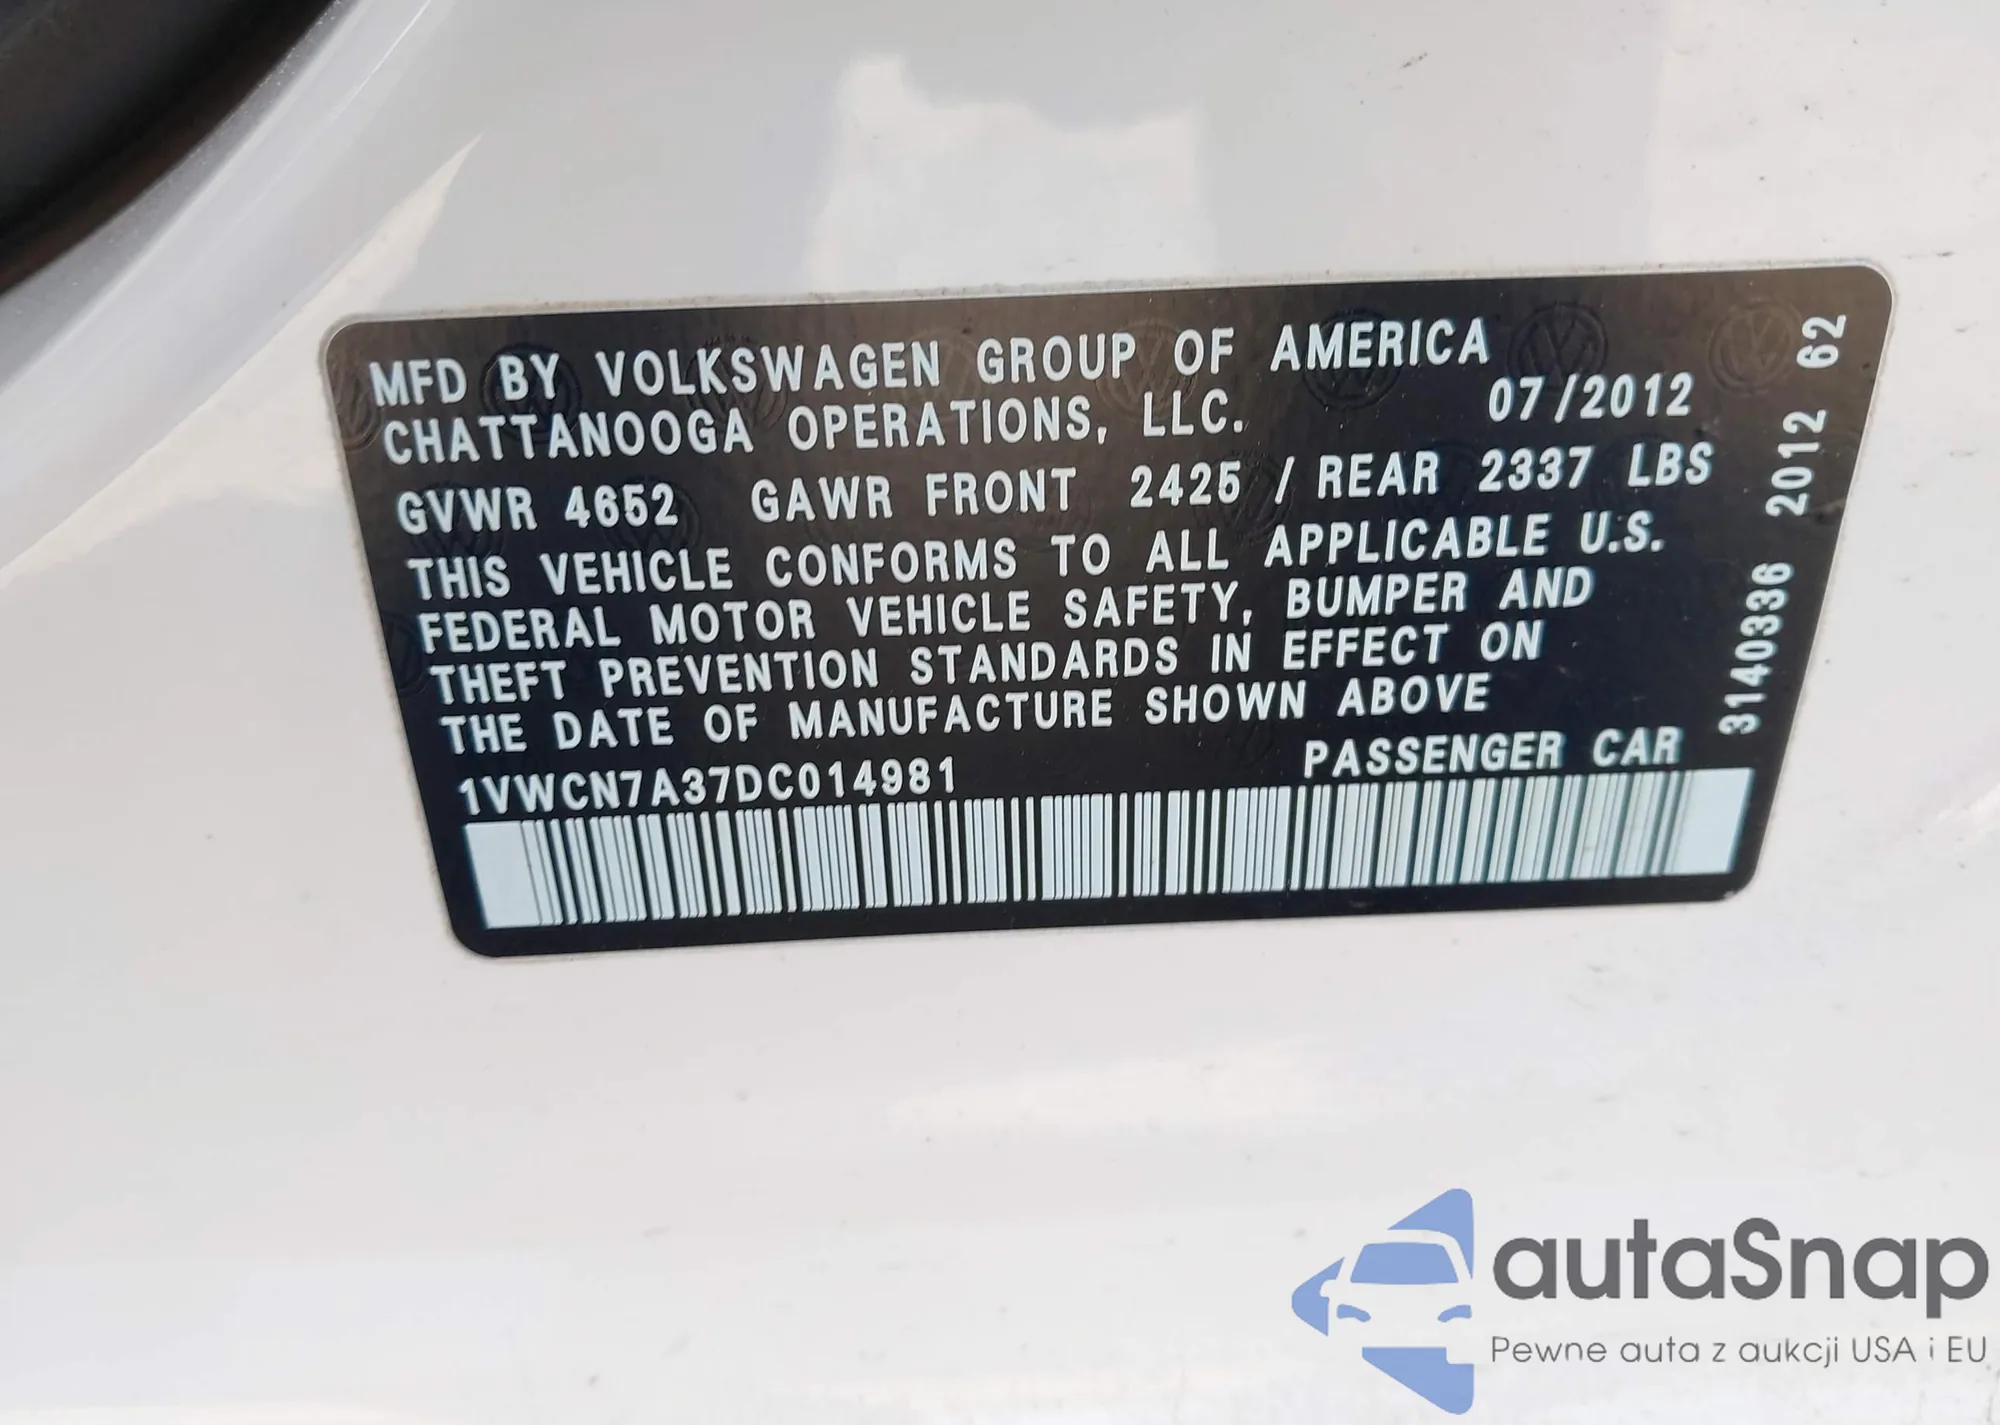 MFD BY VOLKSWAGEN GROUP OF AMERICA
CHATTANOOGA OPERATIONS, LLC. 07/2012
GVWR 4652 GAWR FRONT 2425 / REAR 2337 LBS
THIS VEHICLE CONFORMS TO ALL APPLICABLE U.S.
FEDERAL MOTOR VEHICLE SAFETY, BUMPER AND
THEFT PREVENTION STANDARDS IN EFFECT ON
THE DATE OF MANUFACTURE SHOWN ABOVE
1VWCN7A37DC014981 PASSENGER CAR
31403336 2012 62
autaSnap
Pewne auta z aukcji USA i EU